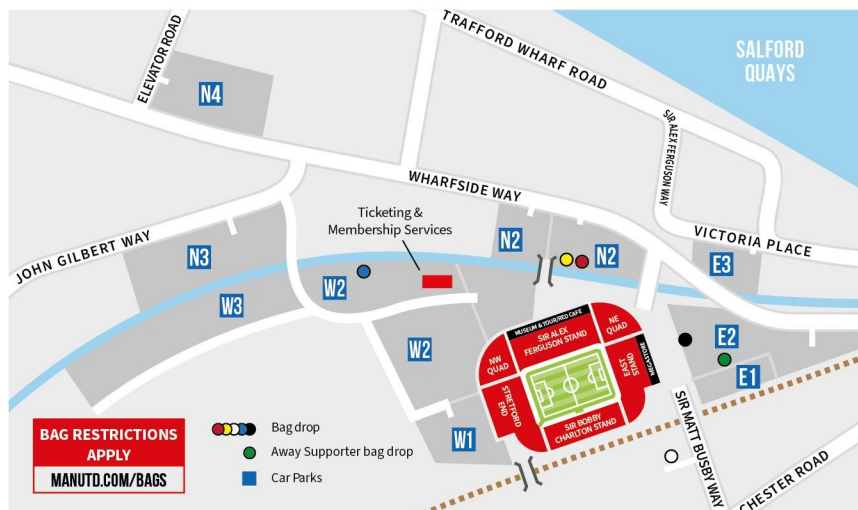 TRAFFORD WHARF ROAD
SALFORD
QUAYS
ELEVATOR ROAD
N4
SIR ALEX FERGUSON WAY
WHARFSIDE WAY
Ticketing &
Membership Services
JOHN GILBERT WAY
N3
N2
N2
VICTORIA PLACE
E3
W3
W2
W2
MUSEUM & TOUR/RED CAFE
SIR ALEX
FERGUSON STAND
NE
QUAD
NW
QUAD
EAST
STAND
MEGASTORE
STRETFORD
END
SIR BOBBY
CHARLTON STAND
E2
E1
W1
SIR MATT BUSBY WAY
CHESTER ROAD
BAG RESTRICTIONS
APPLY
MANUTD.COM/BAGS
Bag drop
Away Supporter bag drop
Car Parks